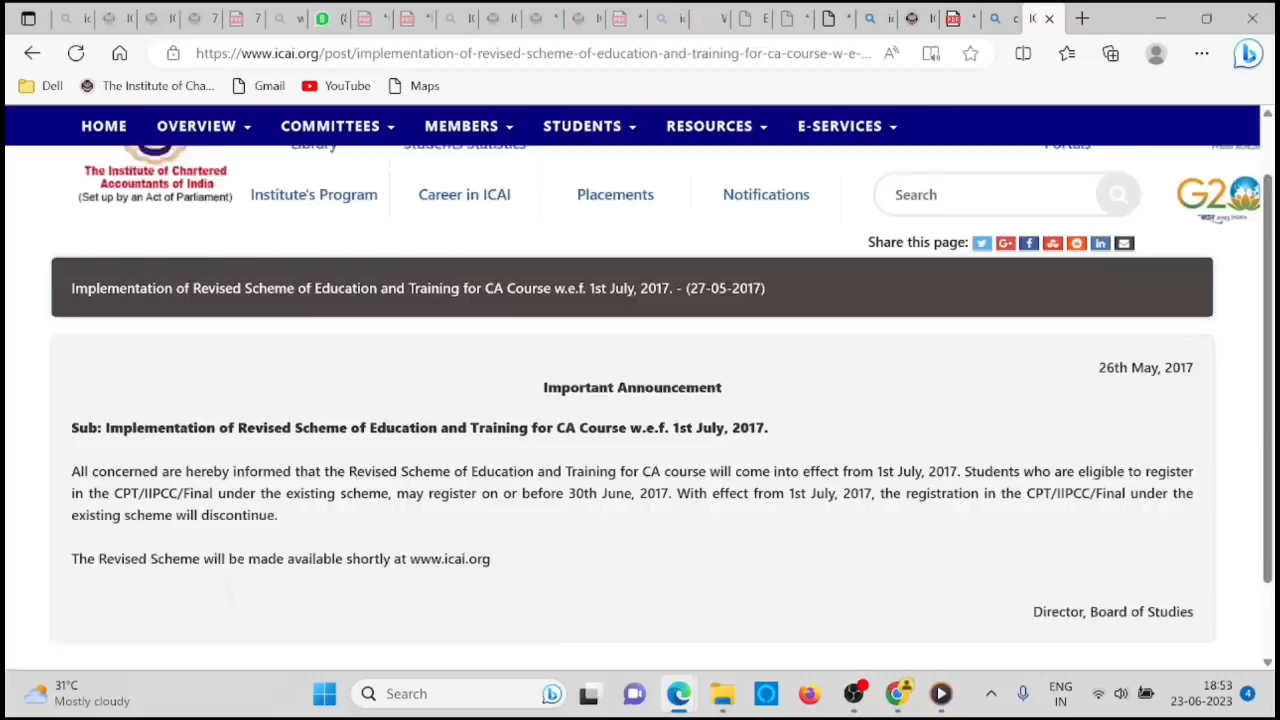 https://www.icai.org/post/implementation-of-revised-scheme-of-education-and-training-for-ca-course-w-e-...
Dell
The Institute of Cha...
Gmail
YouTube
Maps
HOME
OVERVIEW
COMMITTEES
MEMBERS
STUDENTS
RESOURCES
E-SERVICES
Library
Students Statistics
Portals
The Institute of Chartered
Accountants of India
(Set up by an Act of Parliament)
Institute's Program
Career in ICAI
Placements
Notifications
Search
G20
Share this page:
Implementation of Revised Scheme of Education and Training for CA Course w.e.f. 1st July, 2017. - (27-05-2017)
26th May, 2017
Important Announcement
Sub: Implementation of Revised Scheme of Education and Training for CA Course w.e.f. 1st July, 2017.
All concerned are hereby informed that the Revised Scheme of Education and Training for CA course will come into effect from 1st July, 2017. Students who are eligible to register
in the CPT/IIPCC/Final under the existing scheme, may register on or before 30th June, 2017. With effect from 1st July, 2017, the registration in the CPT/IIPCC/Final under the
existing scheme will discontinue.
The Revised Scheme will be made available shortly at www.icai.org
Director, Board of Studies
31°C
Mostly cloudy
Search
ENG
IN
18:53
23-06-2023
4